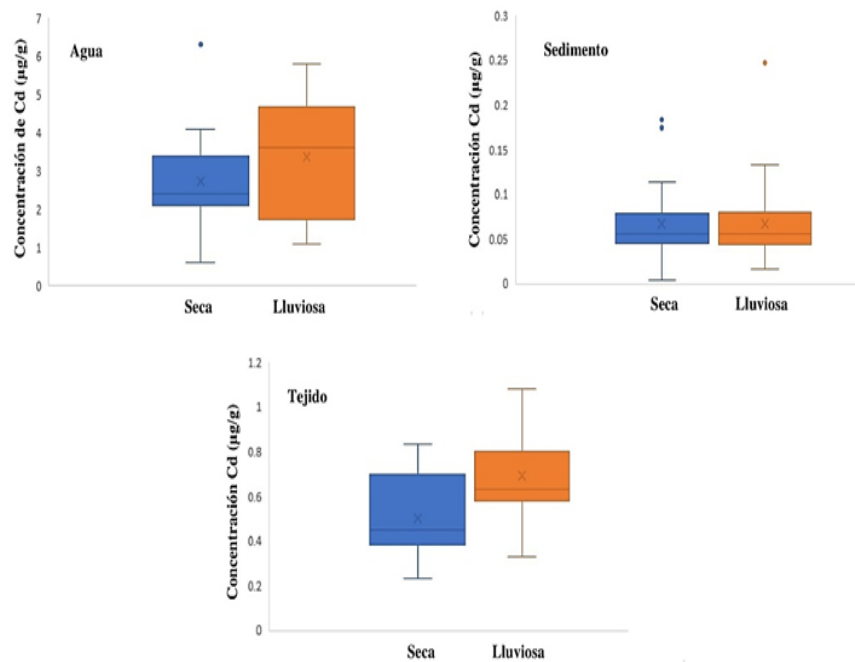 Agua
Concentración de Cd (µg/g)
7
6
5
4
3
2
1
0
Seca Lluviosa
Sedimento
Concentración Cd (µg/g)
0.3
0.25
0.2
0.15
0.1
0.05
0
Seca Lluviosa
Tejido
Concentración Cd (µg/g)
1.2
1
0.8
0.6
0.4
0.2
0
Seca Lluviosa